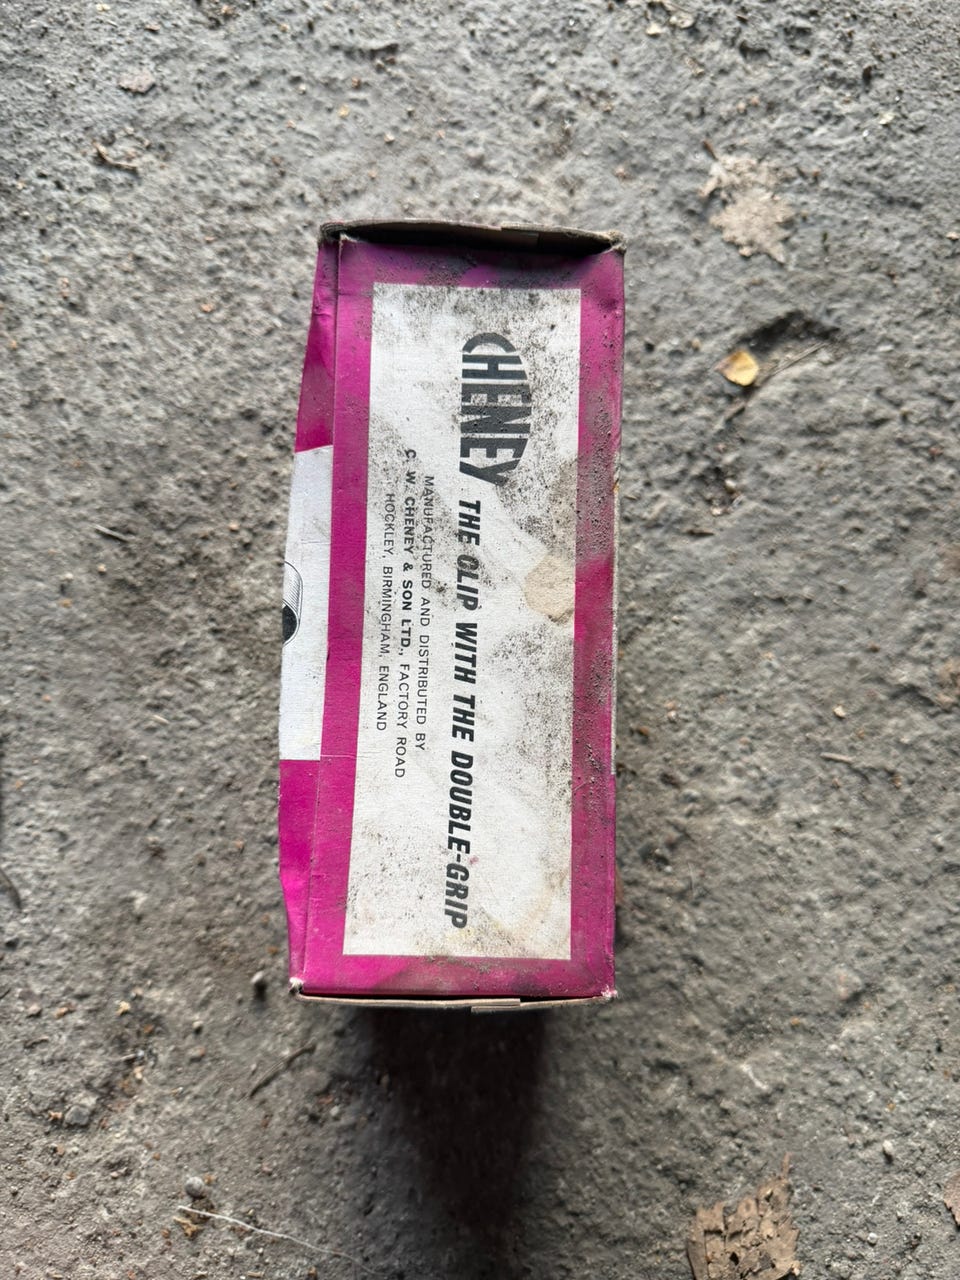 CHENEY THE CLIP WITH THE DOUBLE-GRIP
MANUFACTURED AND DISTRIBUTED BY
C. W. CHENEY & SON LTD., FACTORY ROAD
HOCKLEY, BIRMINGHAM, ENGLAND